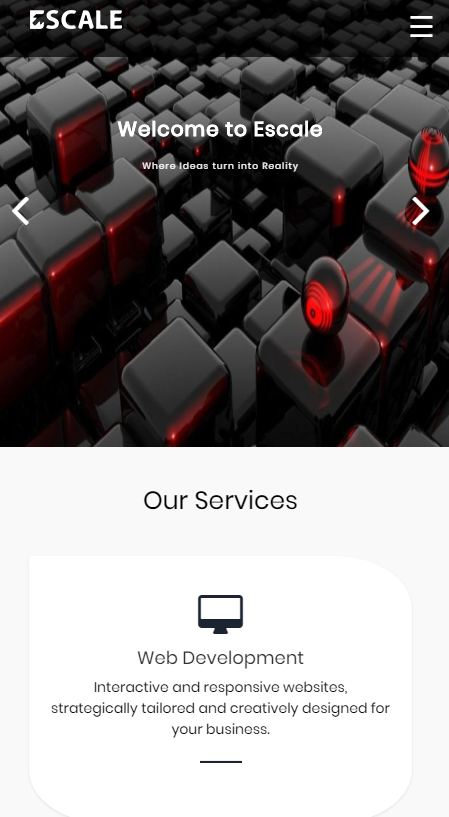 ESCALE
Welcome to Escale
Where Ideas turn into Reality
Our Services
Web Development
Interactive and responsive websites,
strategically tailored and creatively designed for
your business.